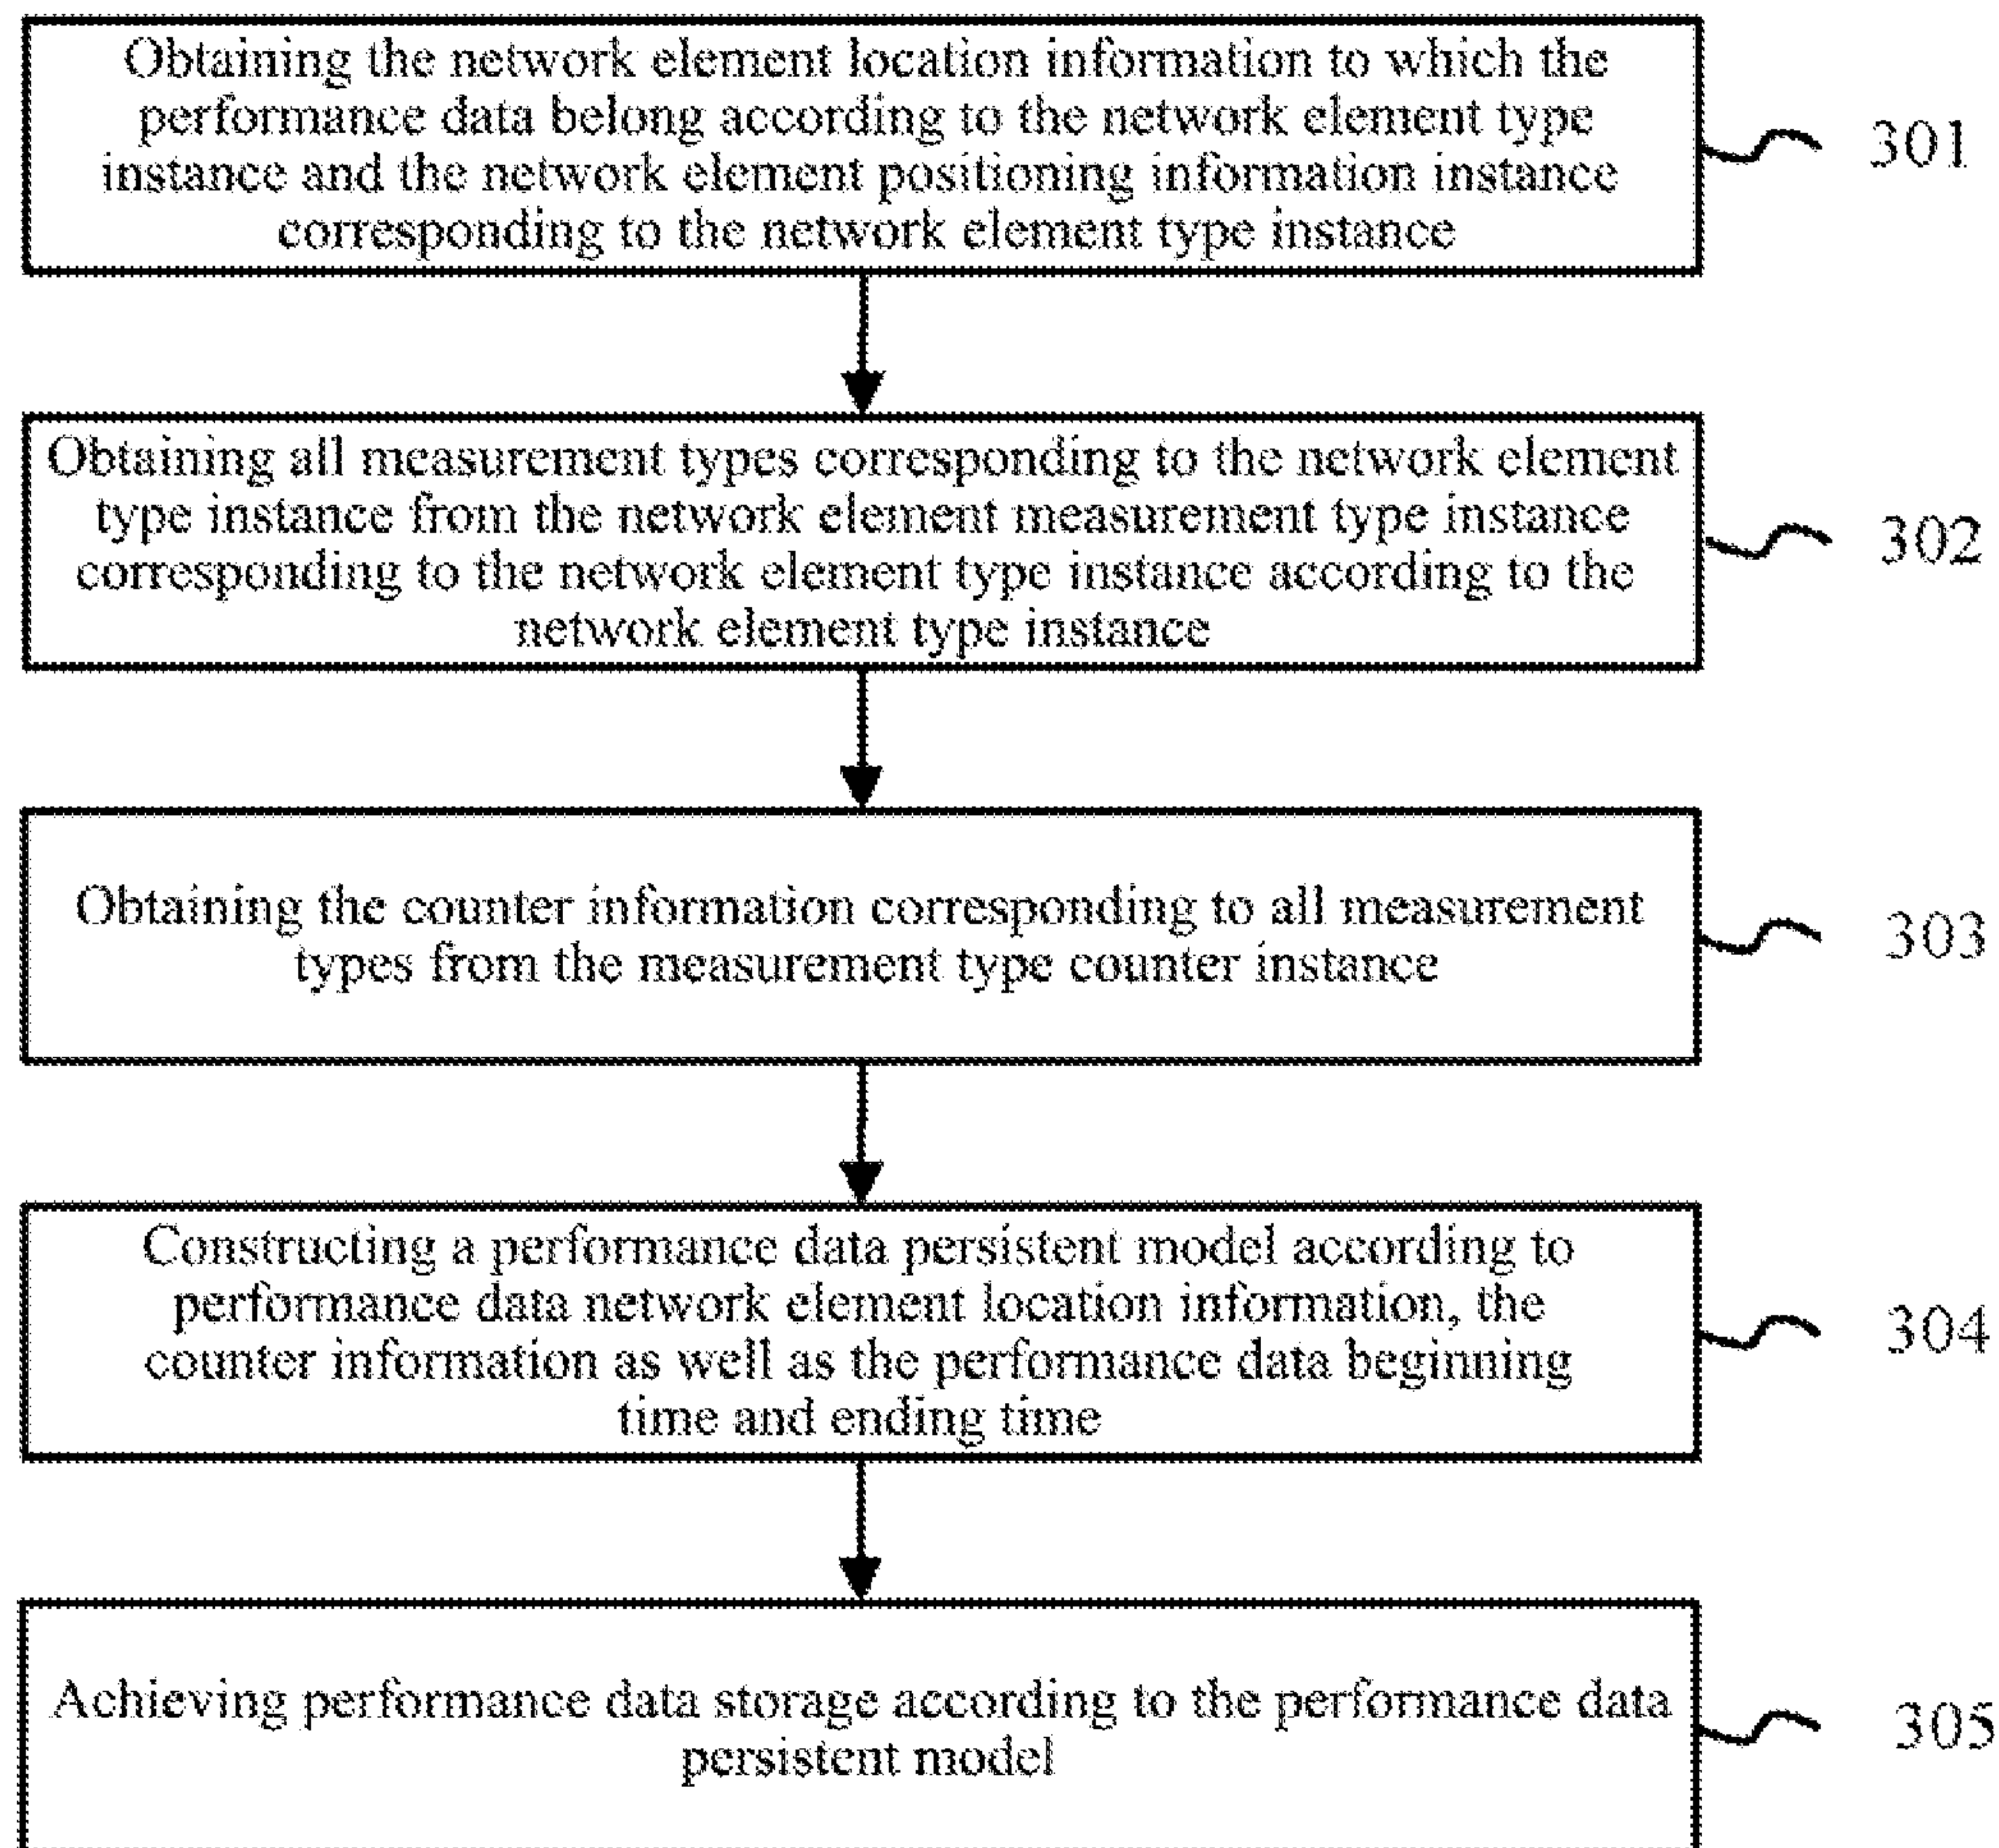 Obtaining the network element location information to which the
performance data belong according to the network element type
instance and the network element positioning information instance
corresponding to the network element type instance
301
Obtaining all measurement types corresponding to the network element
type instance from the network element measurement type instance
corresponding to the network element type instance according to the
network element type instance
302
Obtaining the counter information corresponding to all measurement
types from the measurement type counter instance
303
Constructing a performance data persistent model according to
performance data network element location information, the
counter information as well as the performance data beginning
time and ending time
304
Achieving performance data storage according to the performance data
persistent model
305